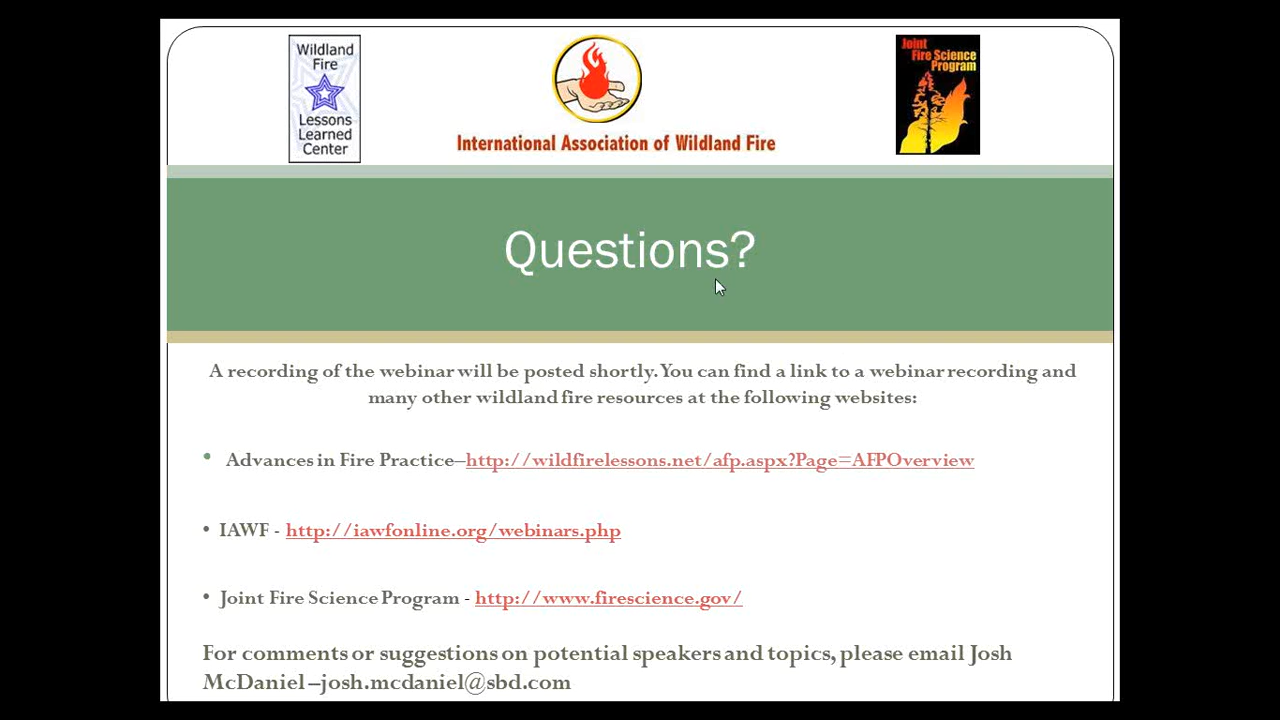 Wildland
Fire
Lessons
Learned
Center
International Association of Wildland Fire
Joint
Fire Science
Program
Questions?
A recording of the webinar will be posted shortly. You can find a link to a webinar recording and
many other wildland fire resources at the following websites:
• Advances in Fire Practice–http://wildfirelessons.net/afp.aspx?Page=AFPOverview
• IAWF - http://iawfonline.org/webinars.php
• Joint Fire Science Program - http://www.firescience.gov/
For comments or suggestions on potential speakers and topics, please email Josh
McDaniel –josh.mcdaniel@sbd.com